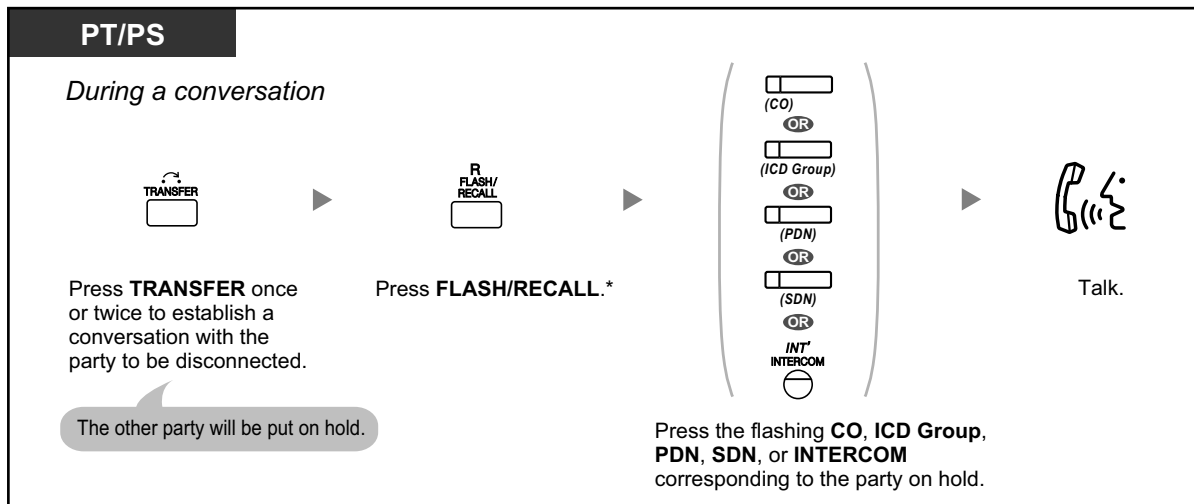 PT/PS
During a conversation
TRANSFER
Press TRANSFER once
or twice to establish a
conversation with the
party to be disconnected.
The other party will be put on hold.
R
FLASH/
RECALL
Press FLASH/RECALL.*
(CO)
OR
(ICD Group)
OR
(PDN)
OR
(SDN)
OR
INT'
INTERCOM
Press the flashing CO, ICD Group,
PDN, SDN, or INTERCOM
corresponding to the party on hold.
Talk.